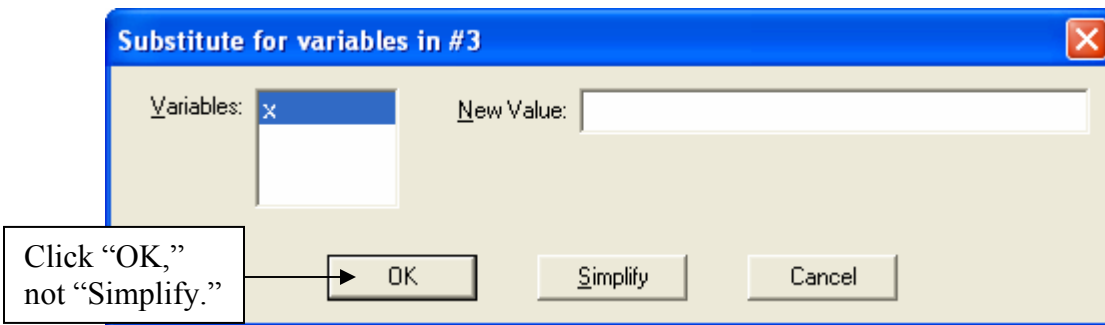 Substitute for variables in #3
Variables: x New Value:
Click “OK,”
not “Simplify.”
OK Simplify Cancel